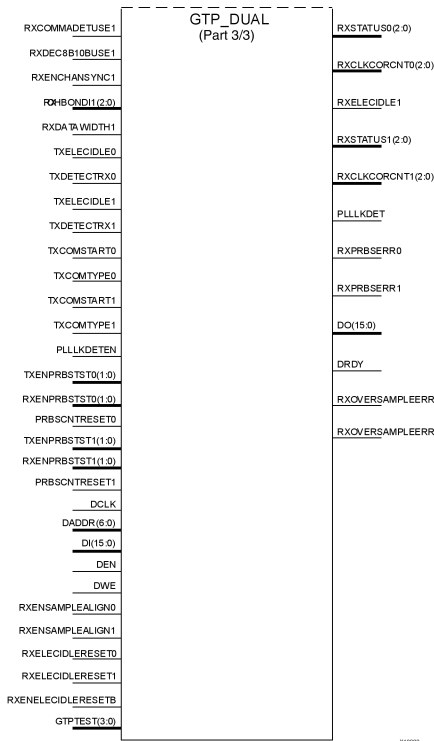 GTP_DUAL
(Part 3/3)
RXCOMMADETUSE1
RXDEC8B10BUSE1
RXENCHANSYNC1
RXDATAWIDTH1
TXELECIDLE0
TXDETECTRX0
TXELECIDLE1
TXDETECTRX1
TXCOMSTART0
TXCOMTYPE0
TXCOMSTART1
TXCOMTYPE1
PLLLKDETEN
TXENPRBSTST0(1:0)
RXENPRBSTST0(1:0)
PRBSCNTRESET0
TXENPRBSTST1(1:0)
RXENPRBSTST1(1:0)
PRBSCNTRESET1
DCLK
DADDR(6:0)
DI(15:0)
DEN
DWE
RXENSAMPLEALIGN0
RXENSAMPLEALIGN1
RXELECIDLERESET0
RXELECIDLERESET1
RXENELECIDLERESETB
GTPTEST(3:0)
RXSTATUS0(2:0)
RXCLKCORCNT0(2:0)
RXELECIDLE1
RXSTATUS1(2:0)
RXCLKCORCNT1(2:0)
PLLLKDET
RXPRBSERR0
RXPRBSERR1
DO(15:0)
DRDY
RXOVERSAMPLEERR
RXOVERSAMPLEERR